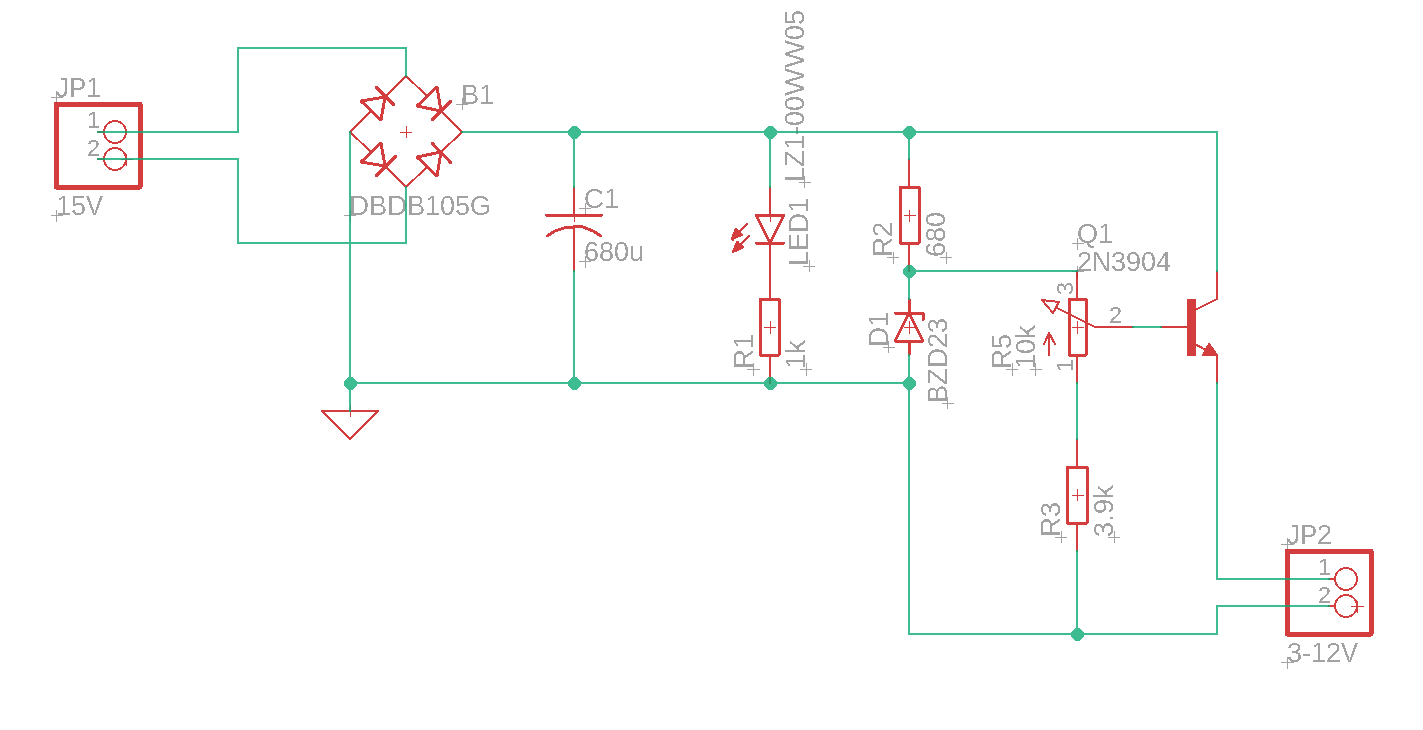 JP1
1
2
15V
B1
DBDB105G
C1
680u
LZ1-00WW05
LED1
R1
1k
R2
680
D1
BZD23
Q1
2N3904
3
2
1
R5
10k
R3
3.9k
JP2
1
2
3-12V